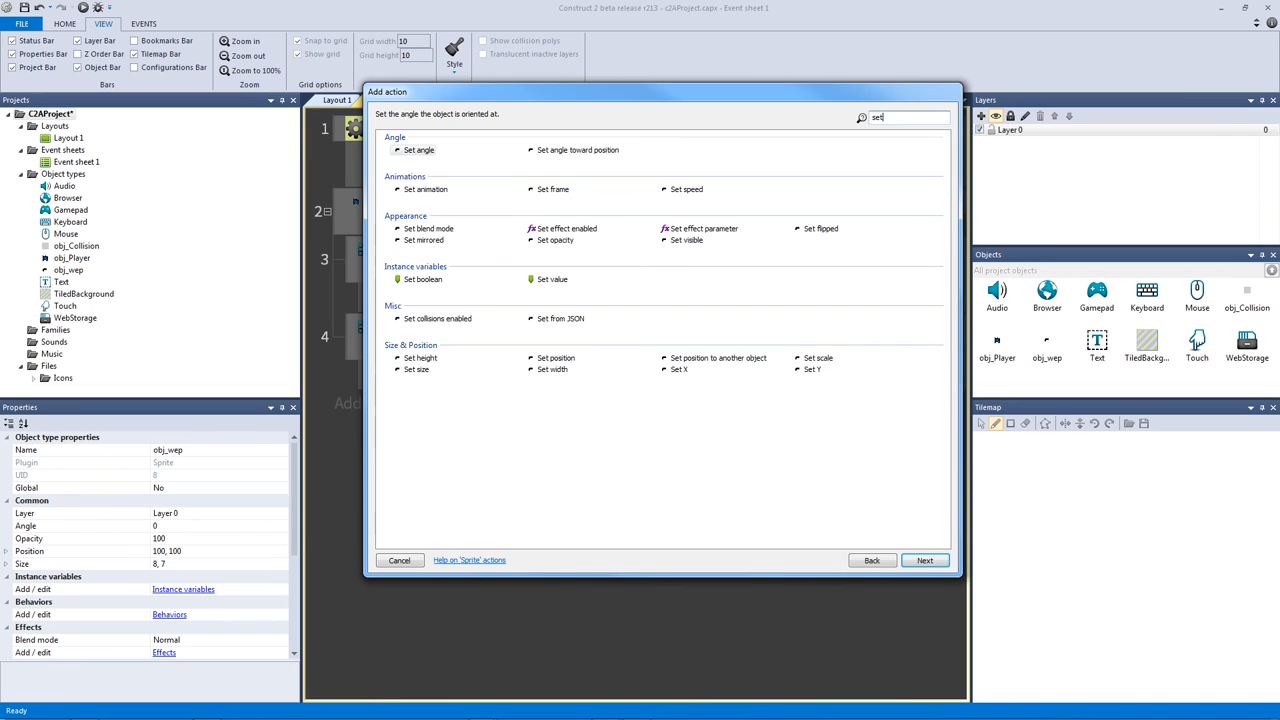 Construct 2 beta release r213 - c2AProject.capx - Event sheet 1
FILE HOME VIEW EVENTS
Status Bar Layer Bar Bookmarks Bar
Properties Bar Z Order Bar Tilemap Bar
Project Bar Object Bar Configurations Bar
Bars
Zoom in
Zoom out
Zoom to 100%
Zoom
Snap to grid Grid width 10
Show grid Grid height 10
Grid options
Style
Show collision polys
Translucent inactive layers
Projects
C2AProject*
Layouts
Layout 1
Event sheets
Event sheet 1
Object types
Audio
Browser
Gamepad
Keyboard
Mouse
obj_Collision
obj_Player
obj_wep
Text
TiledBackground
Touch
WebStorage
Families
Sounds
Music
Files
Icons
Properties
Object type properties
Name obj_wep
Plugin Sprite
UID 8
Global No
Common
Layer Layer 0
Angle 0
Opacity 100
Position 100, 100
Size 8, 7
Instance variables
Add / edit Instance variables
Behaviors
Add / edit Behaviors
Effects
Blend mode Normal
Add / edit Effects
Ready
Layout 1
1
2
3
4
Add
Add action
Set the angle the object is oriented at.
set
Angle
Set angle Set angle toward position
Animations
Set animation Set frame Set speed
Appearance
Set blend mode fx Set effect enabled fx Set effect parameter Set flipped
Set mirrored Set opacity Set visible
Instance variables
Set boolean Set value
Misc
Set collisions enabled Set from JSON
Size & Position
Set height Set position Set position to another object Set scale
Set size Set width Set X Set Y
Cancel Help on 'Sprite' actions Back Next
Layers
Layer 0 0
Objects
All project objects
Audio Browser Gamepad Keyboard Mouse obj_Collision
obj_Player obj_wep Text TiledBackg... Touch WebStorage
Tilemap